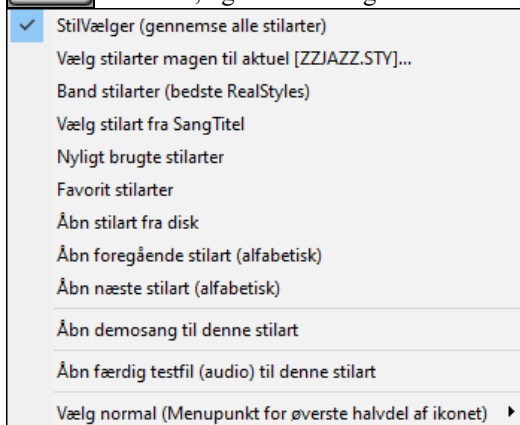 StilVælger (gennemse alle stilarter)
Vælg stilarter magen til aktuel [ZZJAZZ.STY]...
Band stilarter (bedste RealStyles)
Vælg stilart fra SangTitel
Nyligt brugte stilarter
Favorit stilarter
Åbn stilart fra disk
Åbn foregående stilart (alfabetisk)
Åbn næste stilart (alfabetisk)
Åbn demosang til denne stilart
Åbn færdig testfil (audio) til denne stilart
Vælg normal (Menupunkt for øverste halvdel af ikonet)